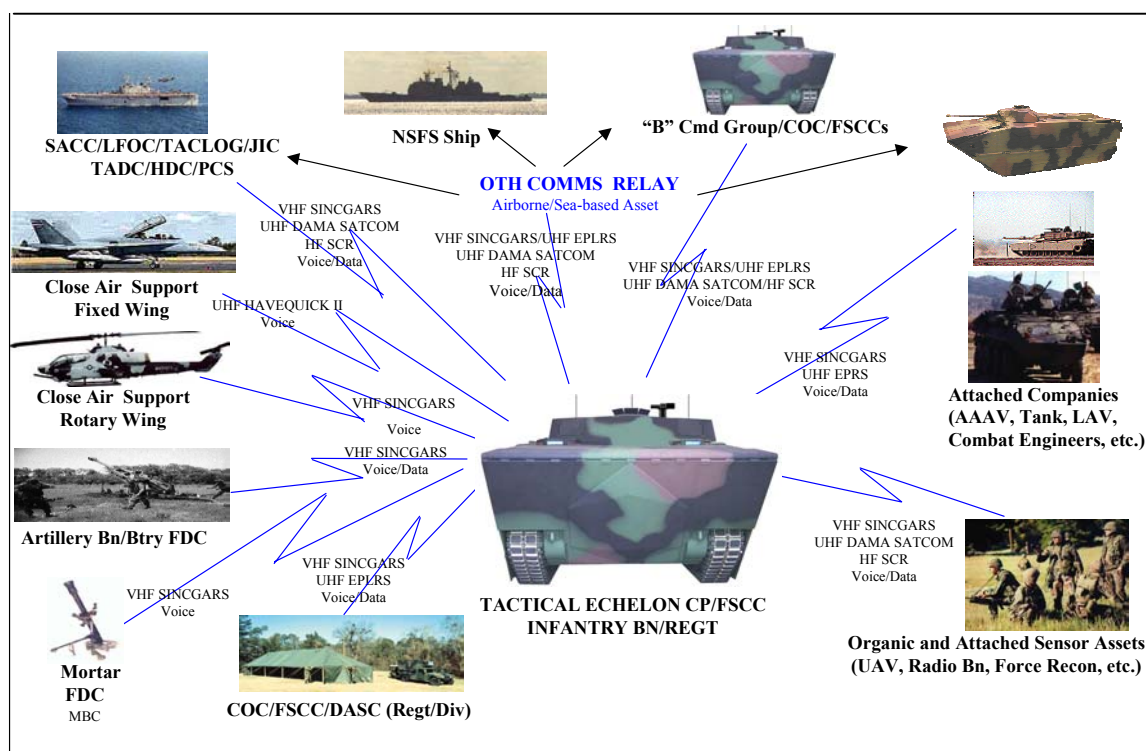 SACC/LFOC/TACLOG/JIC
TADC/HDC/PCS
NSFS Ship
“B” Cmd Group/COC/FSCCs
OTH COMMS RELAY
Airborne/Sea-based Asset
VHF SINCGARS
UHF DAMA SATCOM
HF SCR
Voice/Data
VHF SINCGARS/UHF EPLRS
UHF DAMA SATCOM
HF SCR
Voice/Data
VHF SINCGARS/UHF EPLRS
UHF DAMA SATCOM/HF SCR
Voice/Data
Close Air Support
Fixed Wing
UHF HAVEQUICK II
Voice
Close Air Support
Rotary Wing
VHF SINCGARS
Voice
VHF SINCGARS
UHF EPRS
Voice/Data
Attached Companies
(AAAV, Tank, LAV,
Combat Engineers, etc.)
VHF SINCGARS
Voice/Data
Artillery Bn/Btry FDC
VHF SINCGARS
Voice
VHF SINCGARS
UHF EPLRS
Voice/Data
VHF SINCGARS
UHF DAMA SATCOM
HF SCR
Voice/Data
TACTICAL ECHELON CP/FSCC
INFANTRY BN/REGT
Organic and Attached Sensor Assets
(UAV, Radio Bn, Force Recon, etc.)
Mortar
FDC
MBC
COC/FSCC/DASC (Regt/Div)